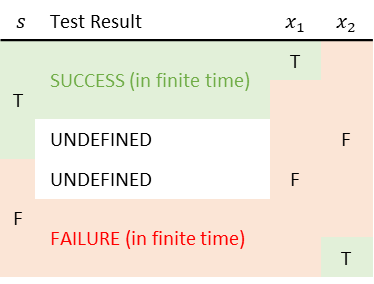 s Test Result x₁ x₂
T
SUCCESS (in finite time)
T
UNDEFINED F
UNDEFINED F
F
FAILURE (in finite time)
T